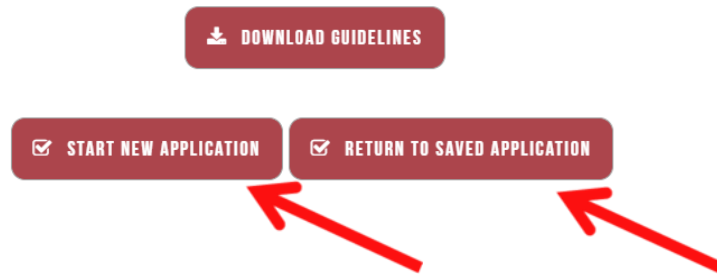 DOWNLOAD GUIDELINES
START NEW APPLICATION
RETURN TO SAVED APPLICATION